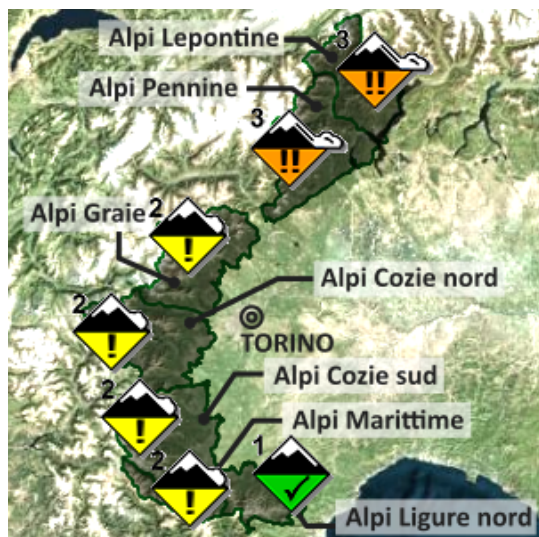 3
Alpi Lepontine
Alpi Pennine
3
!!
!!
Alpi Graie
2
!
Alpi Cozie nord
2
!
TORINO
Alpi Cozie sud
2
!
Alpi Marittime
2
!
1
Alpi Ligure nord